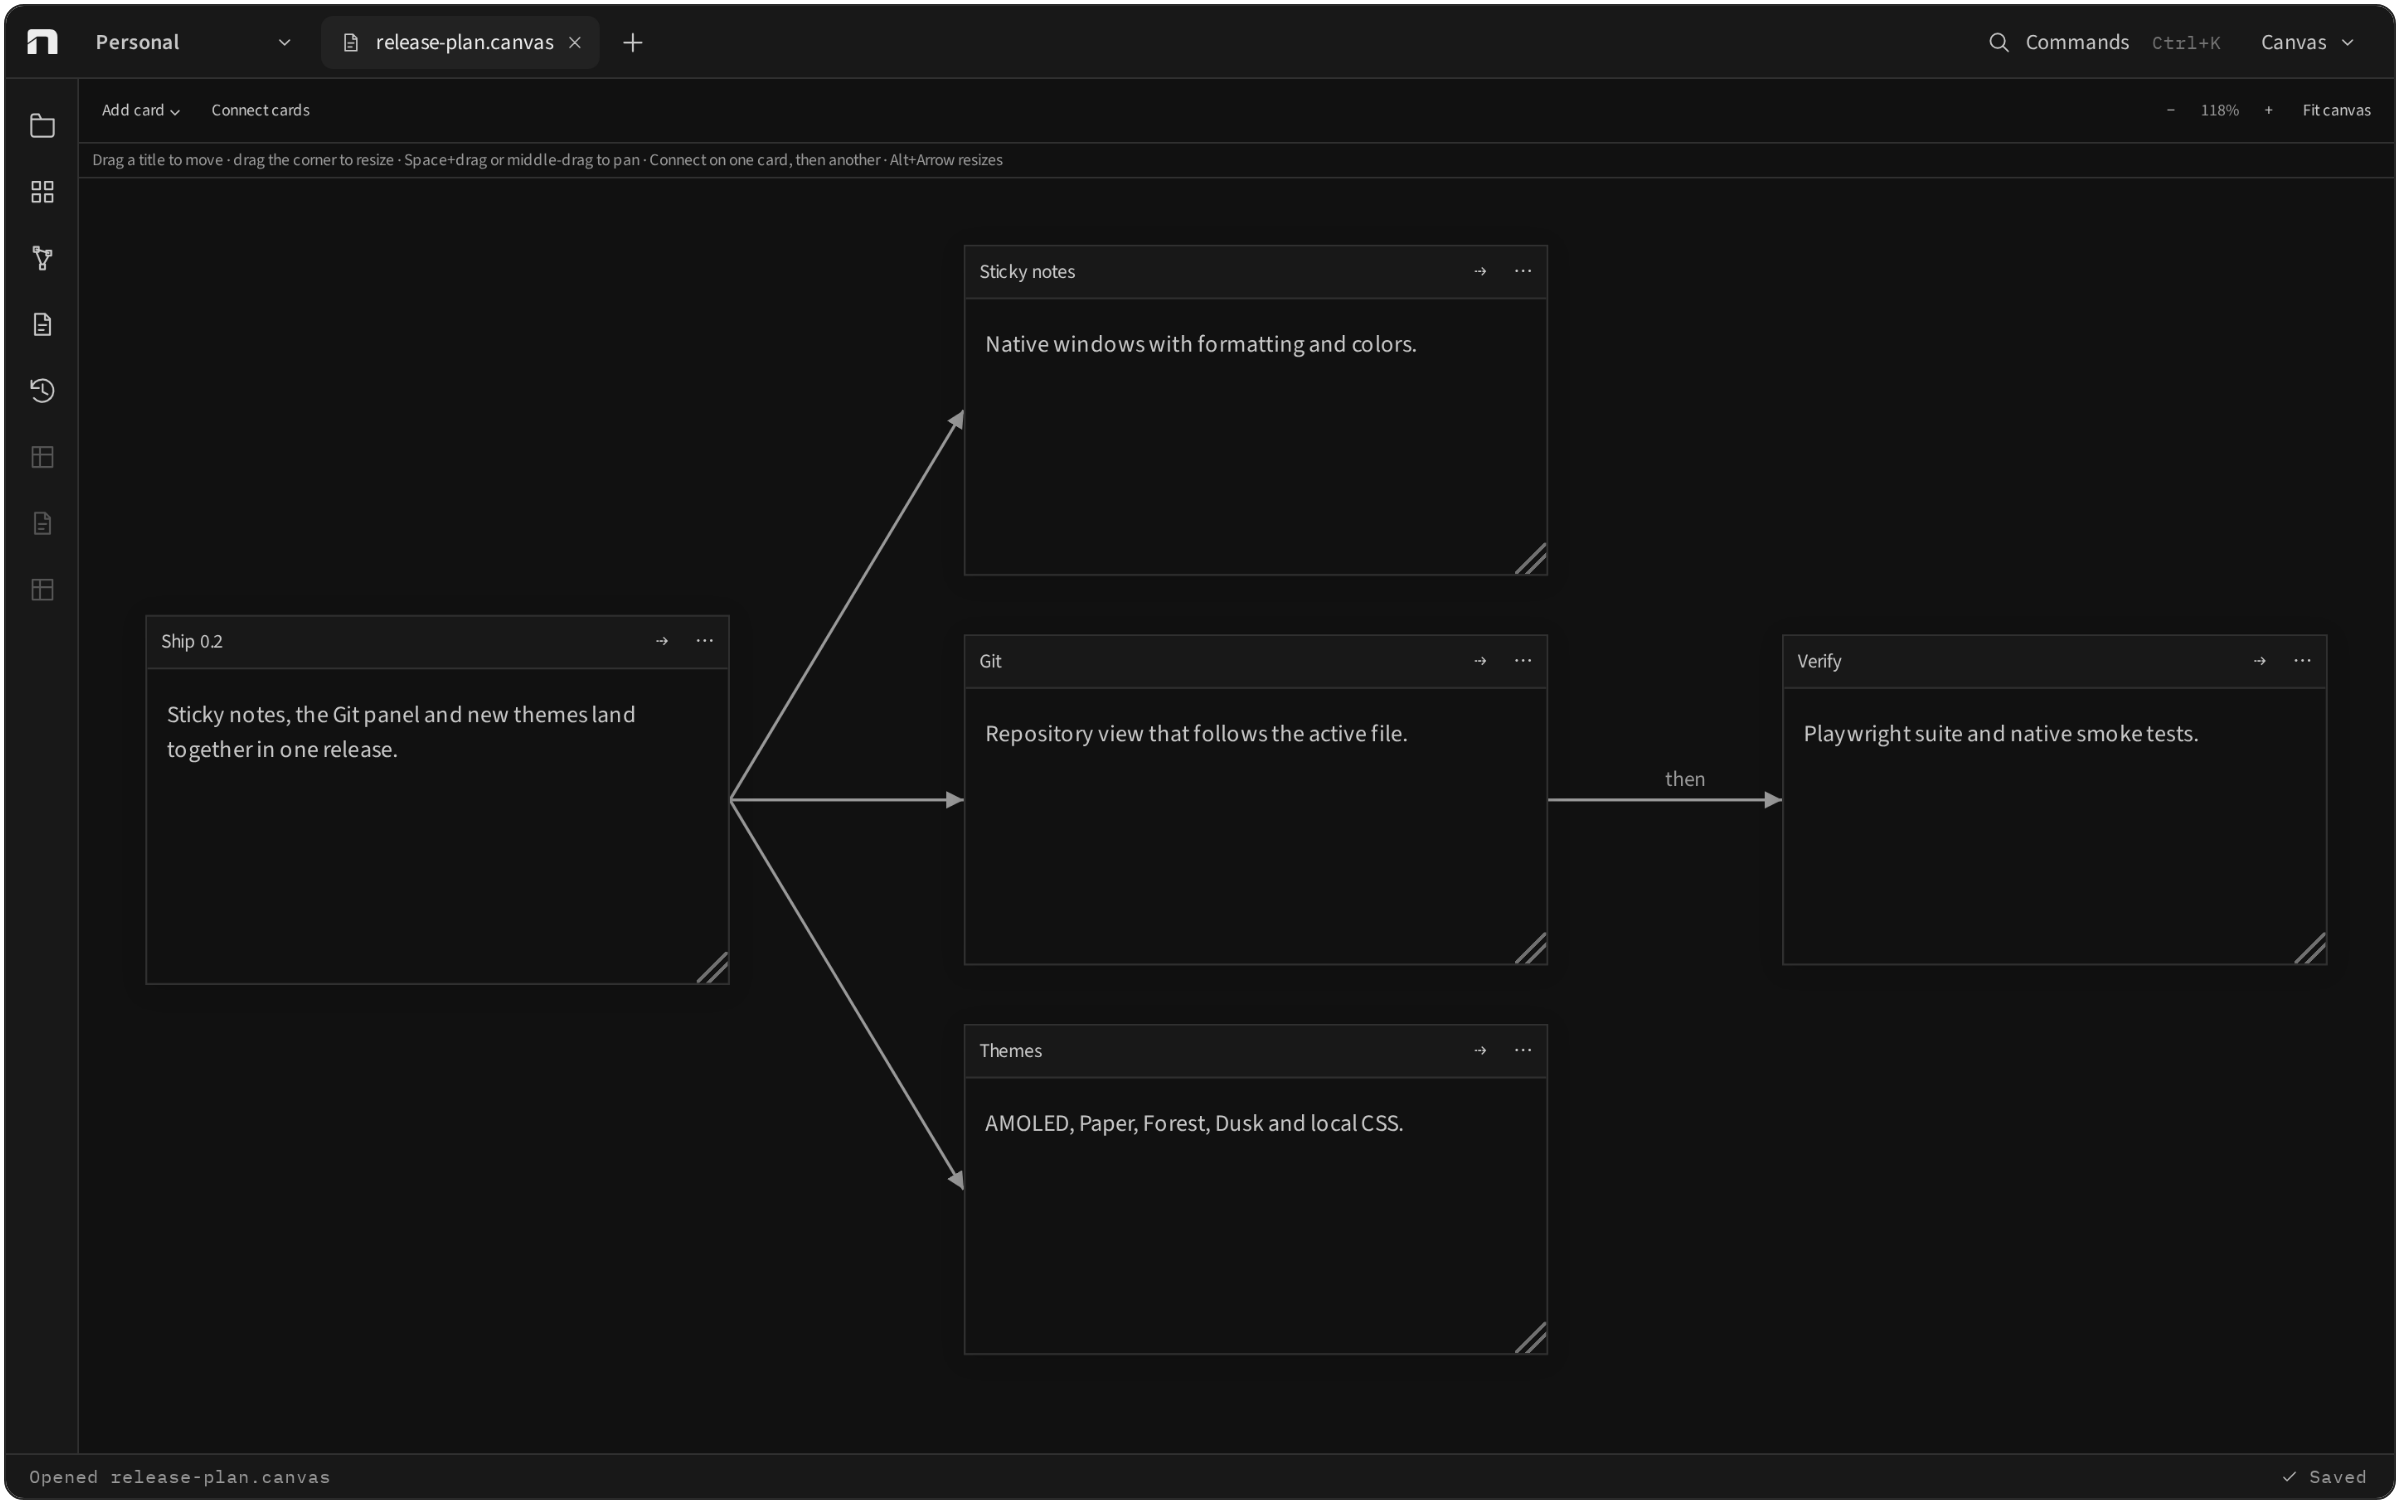 Personal
release-plan.canvas
Commands Ctrl+K
Canvas
Add card
Connect cards
− 118% +
Fit canvas
Drag a title to move · drag the corner to resize · Space+drag or middle-drag to pan · Connect on one card, then another · Alt+Arrow resizes
Sticky notes
Native windows with formatting and colors.
Ship 0.2
Sticky notes, the Git panel and new themes land
together in one release.
Git
Repository view that follows the active file.
then
Verify
Playwright suite and native smoke tests.
Themes
AMOLED, Paper, Forest, Dusk and local CSS.
Opened release-plan.canvas
Saved